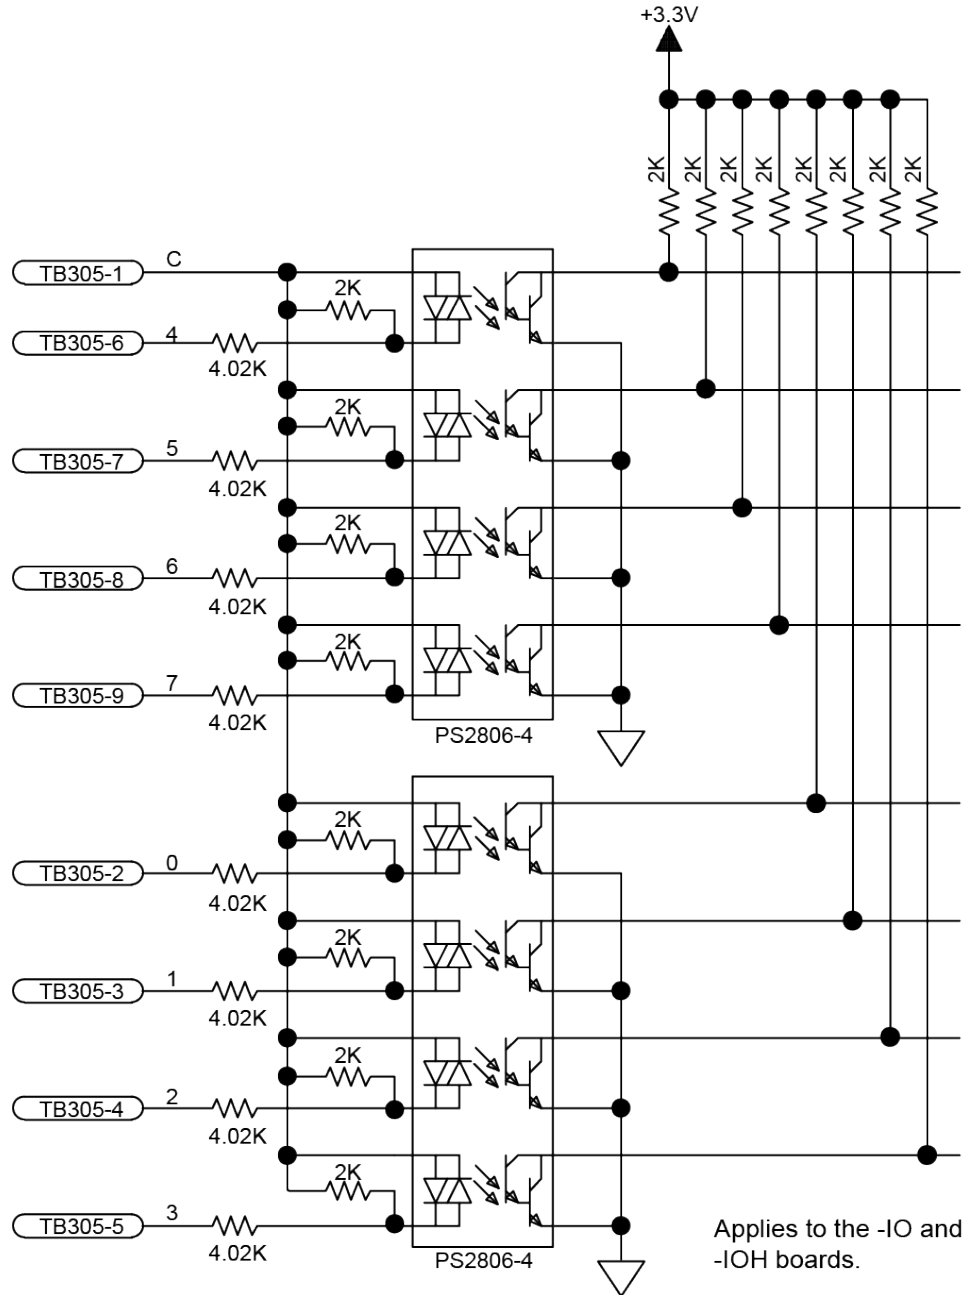 +3.3V
2K 2K 2K 2K 2K 2K 2K 2K
TB305-1 C
2K
TB305-6 4
4.02K
2K
TB305-7 5
4.02K
2K
TB305-8 6
4.02K
2K
TB305-9 7
4.02K
PS2806-4
2K
TB305-2 0
4.02K
2K
TB305-3 1
4.02K
2K
TB305-4 2
4.02K
2K
TB305-5 3
4.02K
PS2806-4
Applies to the -IO and
-IOH boards.